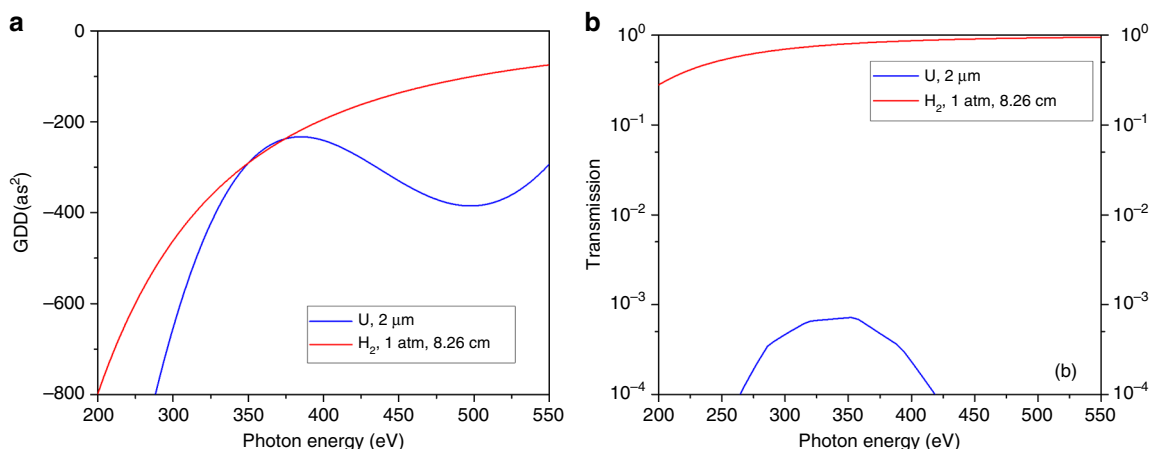 a
0
−200
−400
−600
−800
GDD(as²)
U, 2 μm
H₂, 1 atm, 8.26 cm
200 250 300 350 400 450 500 550
Photon energy (eV)
b
10⁰
10⁻¹
10⁻²
10⁻³
10⁻⁴
Transmission
U, 2 μm
H₂, 1 atm, 8.26 cm
(b)
10⁰
10⁻¹
10⁻²
10⁻³
10⁻⁴
200 250 300 350 400 450 500 550
Photon energy (eV)